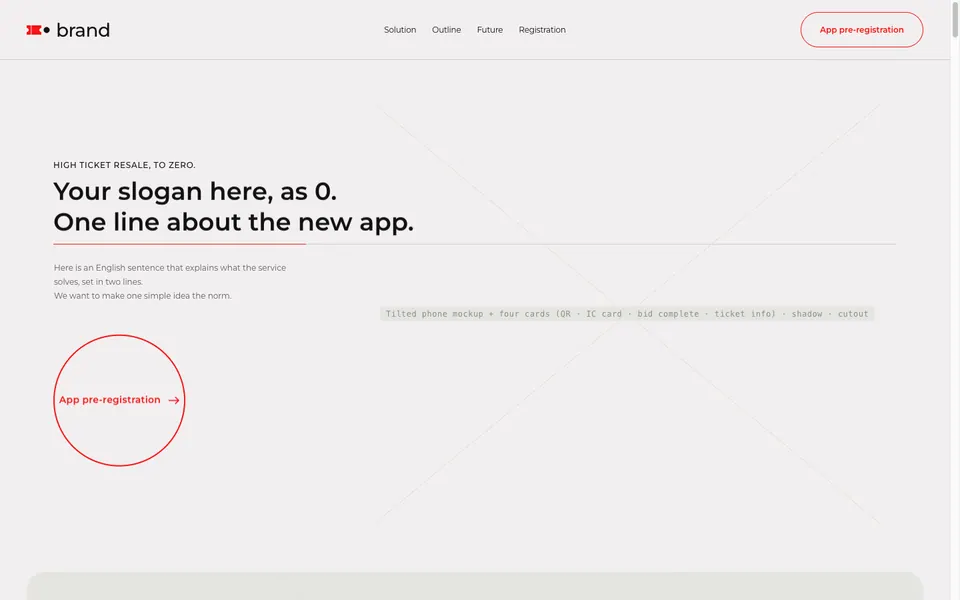 brand
Solution
Outline
Future
Registration
App pre-registration
HIGH TICKET RESALE, TO ZERO.
Your slogan here, as 0.
One line about the new app.
Here is an English sentence that explains what the service
solves, set in two lines.
We want to make one simple idea the norm.
Tilted phone mockup + four cards (QR · IC card · bid complete · ticket info) · shadow · cutout
App pre-registration →